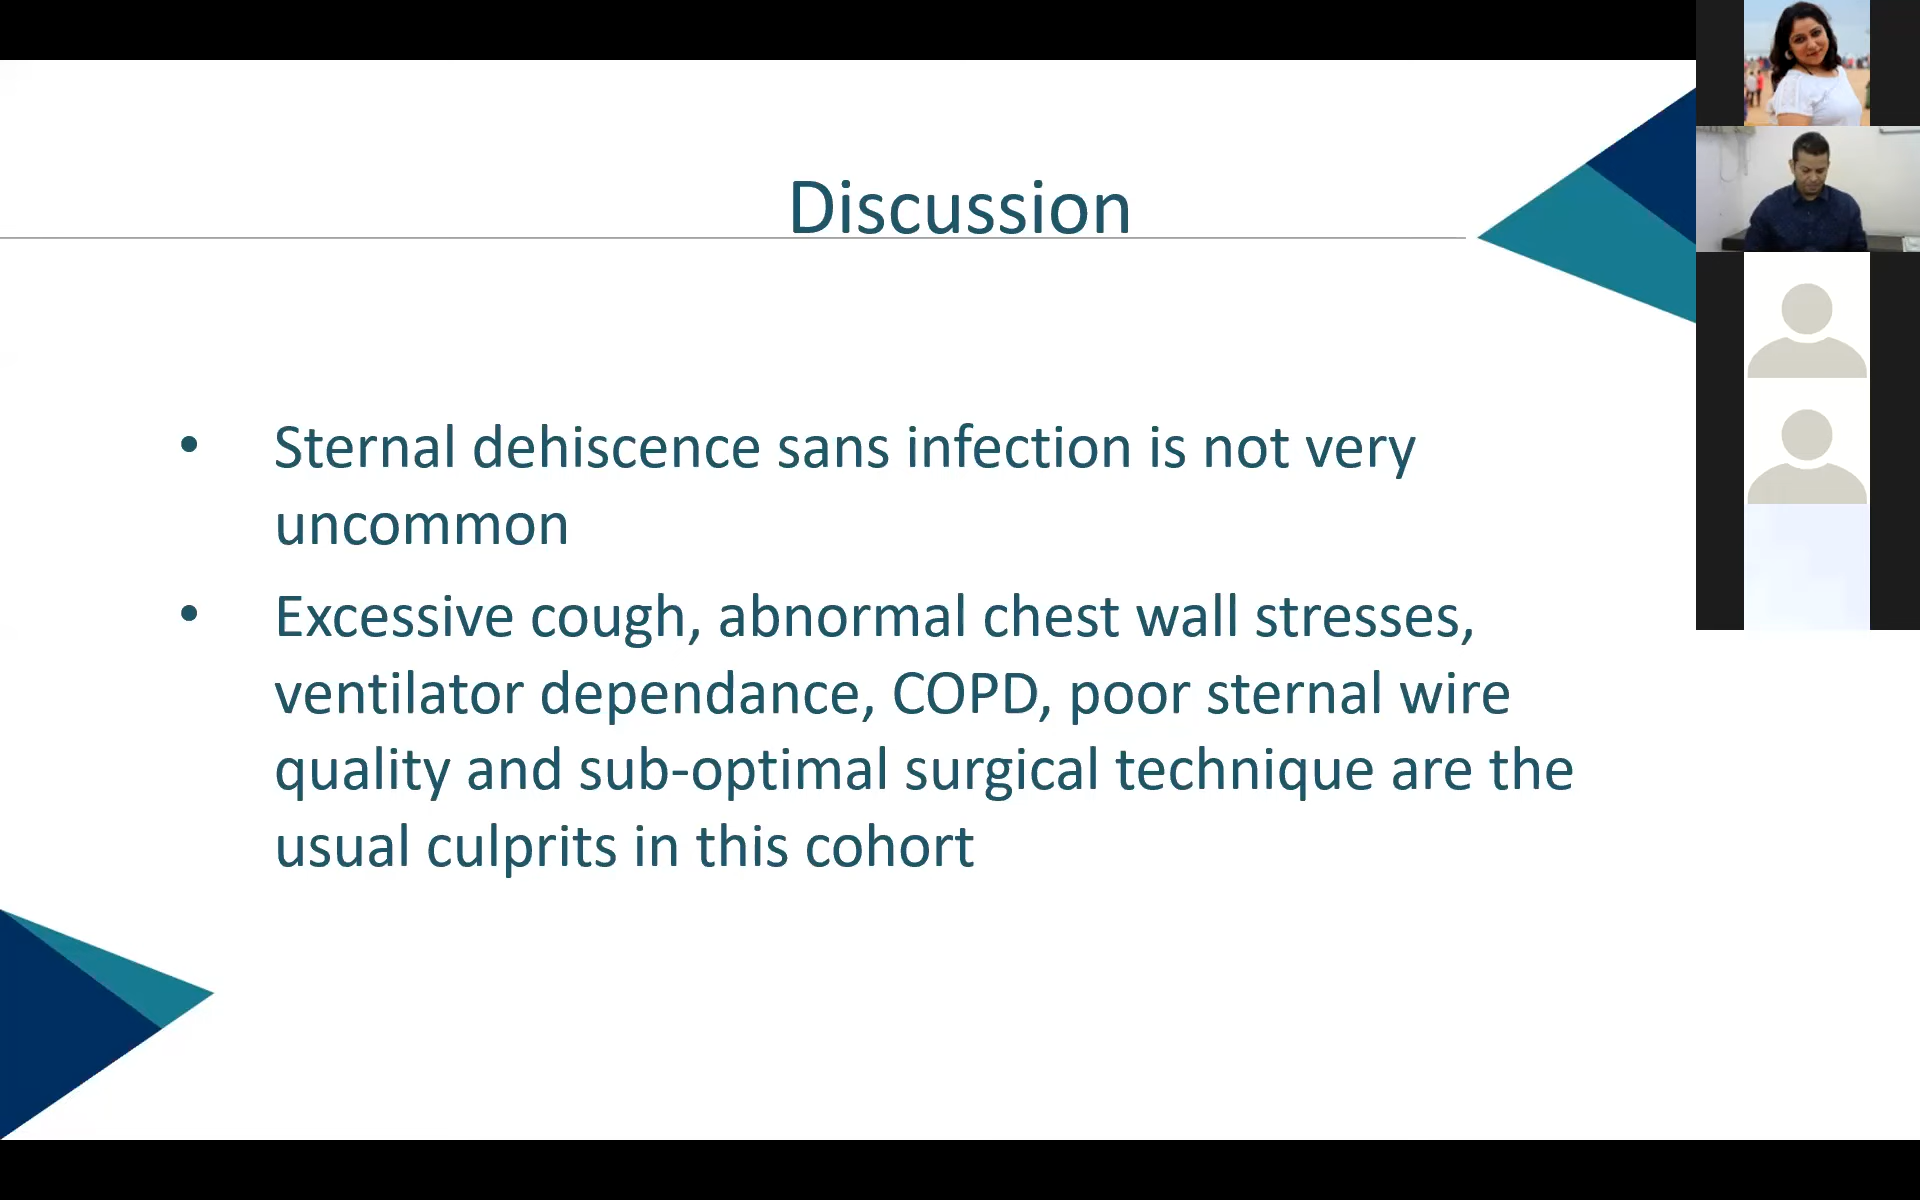 Discussion
• Sternal dehiscence sans infection is not very
uncommon
• Excessive cough, abnormal chest wall stresses,
ventilator dependance, COPD, poor sternal wire
quality and sub-optimal surgical technique are the
usual culprits in this cohort